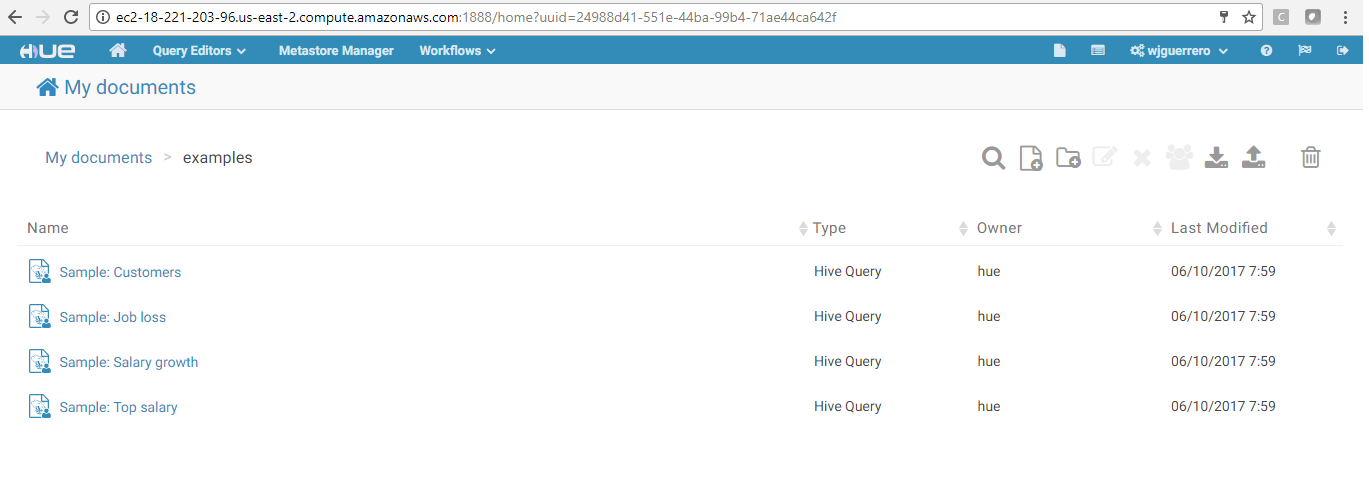 ec2-18-221-203-96.us-east-2.compute.amazonaws.com:1888/home?uuid=24988d41-551e-44ba-99b4-71ae44ca642f
C
HUE Query Editors Metastore Manager Workflows wjguerrero ?
My documents
My documents > examples
Name Type Owner Last Modified
Sample: Customers Hive Query hue 06/10/2017 7:59
Sample: Job loss Hive Query hue 06/10/2017 7:59
Sample: Salary growth Hive Query hue 06/10/2017 7:59
Sample: Top salary Hive Query hue 06/10/2017 7:59